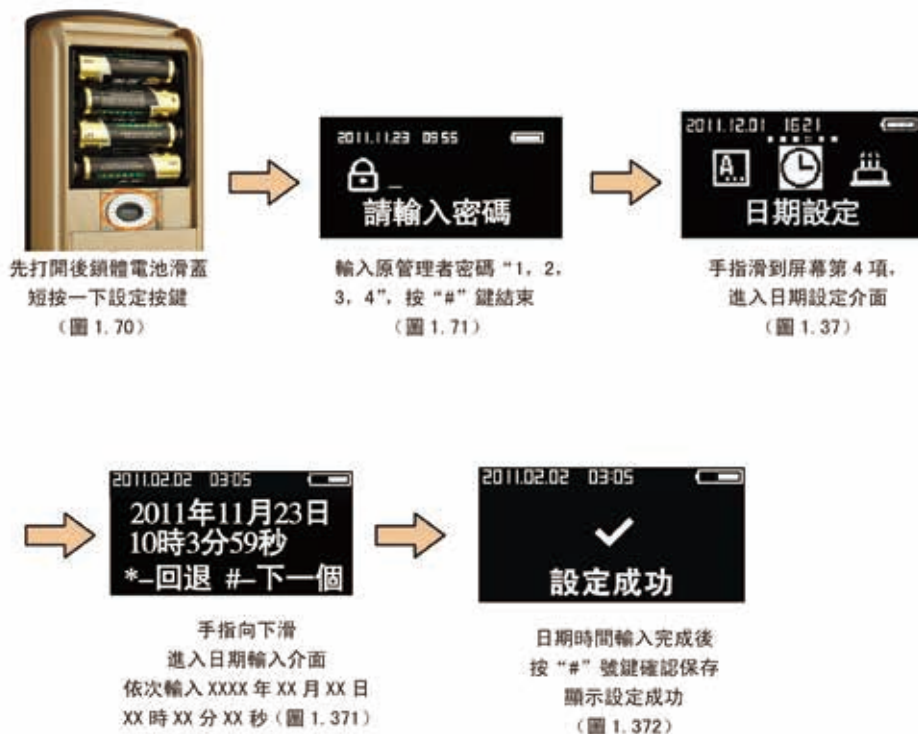 先打開後鎖體電池滑蓋
短按一下設定按鍵
（圖 1.70）
2011.11.23 09:55
請輸入密碼
輸入原管理者密碼“1，2，
3，4”，按“#”鍵結束
（圖 1.71）
2011.12.01 16:21
A...
日期設定
手指滑到屏幕第 4 項，
進入日期設定介面
（圖 1.37）
2011.02.02 03:05
2011年11月23日
10時3分59秒
*–回退 #–下一個
手指向下滑
進入日期輸入介面
依次輸入 XXXX 年 XX 月 XX 日
XX 時 XX 分 XX 秒（圖 1.371）
2011.02.02 03:05
設定成功
日期時間輸入完成後
按“#”號鍵確認保存
顯示設定成功
（圖 1.372）